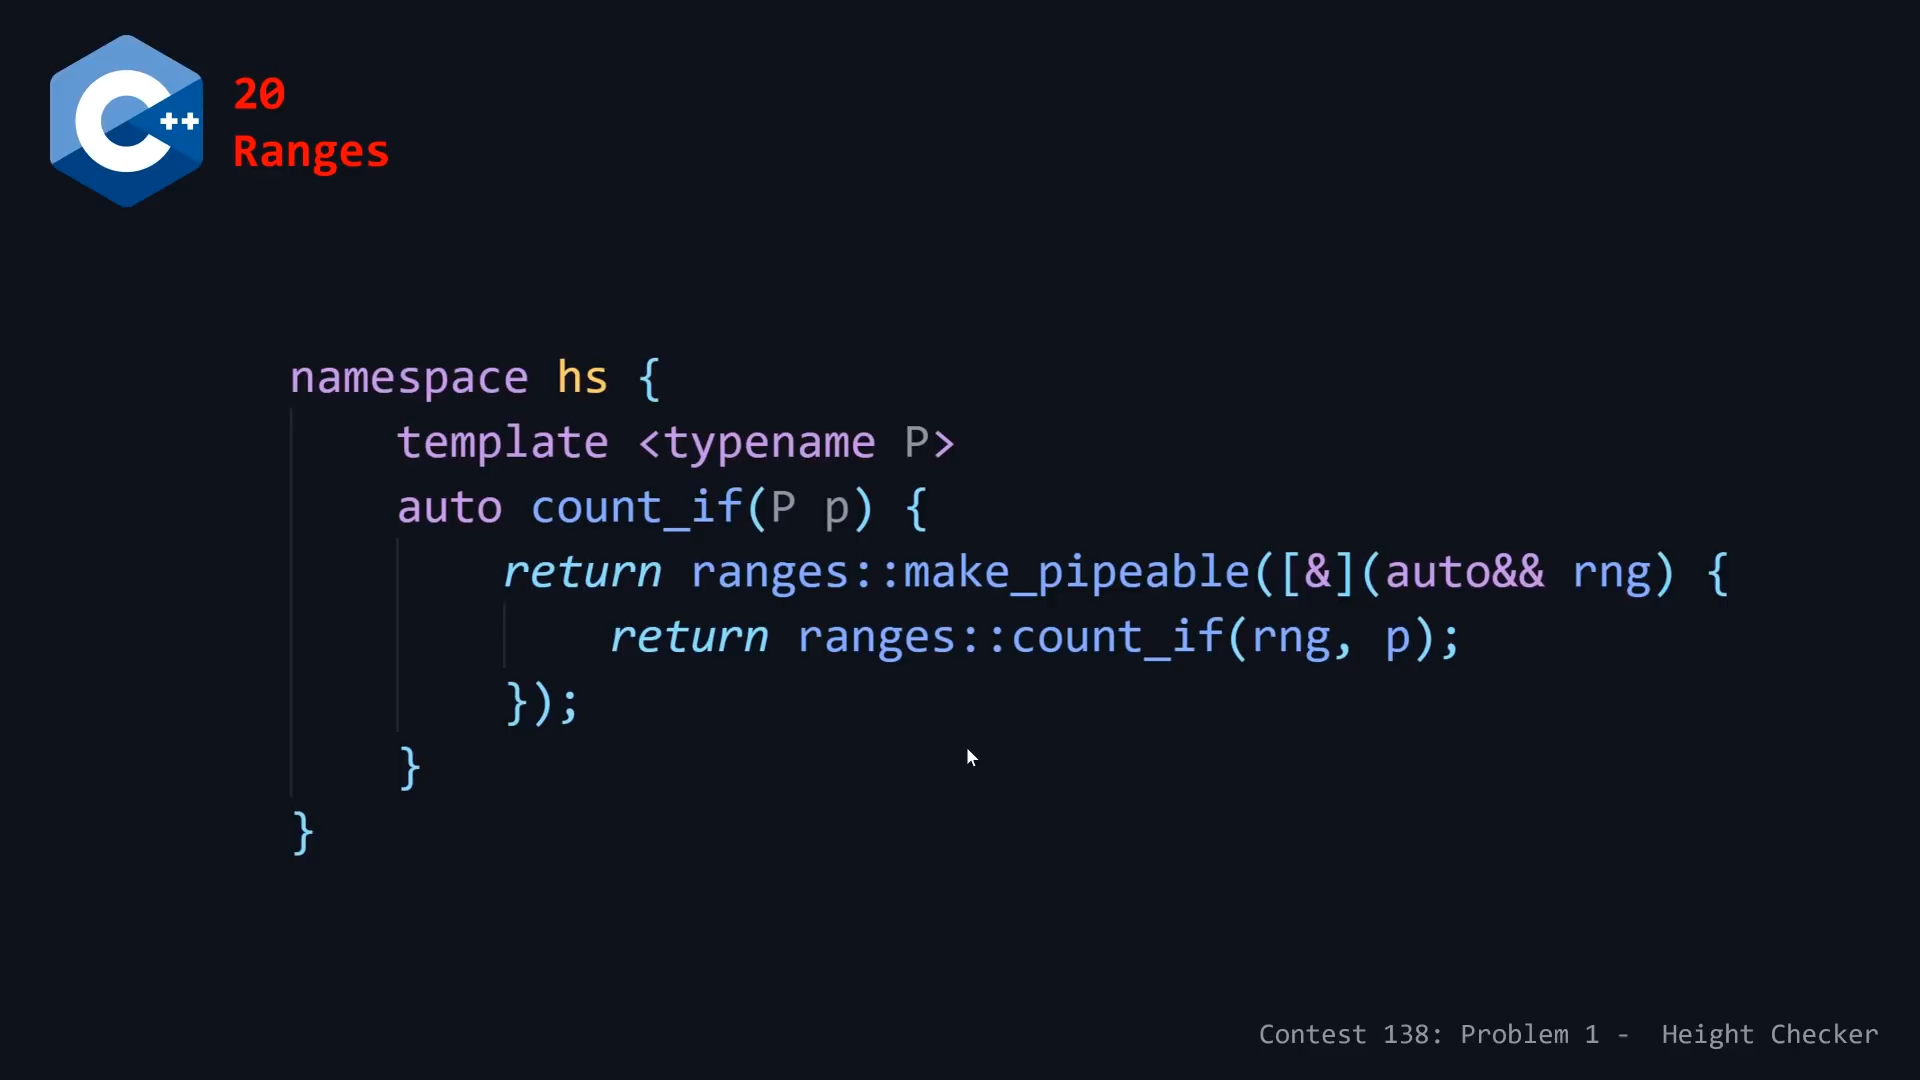 C++
20
Ranges
namespace hs {
    template <typename P>
    auto count_if(P p) {
        return ranges::make_pipeable([&](auto&& rng) {
            return ranges::count_if(rng, p);
        });
    }
}
Contest 138: Problem 1 -  Height Checker